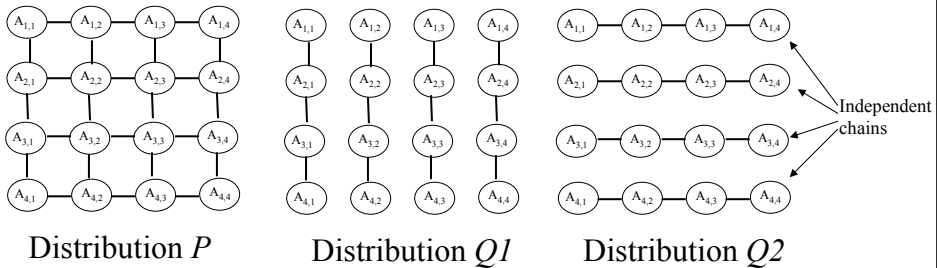 A1,1 A1,2 A1,3 A1,4 A1,1 A1,2 A1,3 A1,4 A1,1 A1,2 A1,3 A1,4
A2,1 A2,2 A2,3 A2,4 A2,1 A2,2 A2,3 A2,4 A2,1 A2,2 A2,3 A2,4
Independent
chains
A3,1 A3,2 A3,3 A3,4 A3,1 A3,2 A3,3 A3,4 A3,1 A3,2 A3,3 A3,4
A4,1 A4,2 A4,3 A4,4 A4,1 A4,2 A4,3 A4,4 A4,1 A4,2 A4,3 A4,4
Distribution P Distribution Q1 Distribution Q2